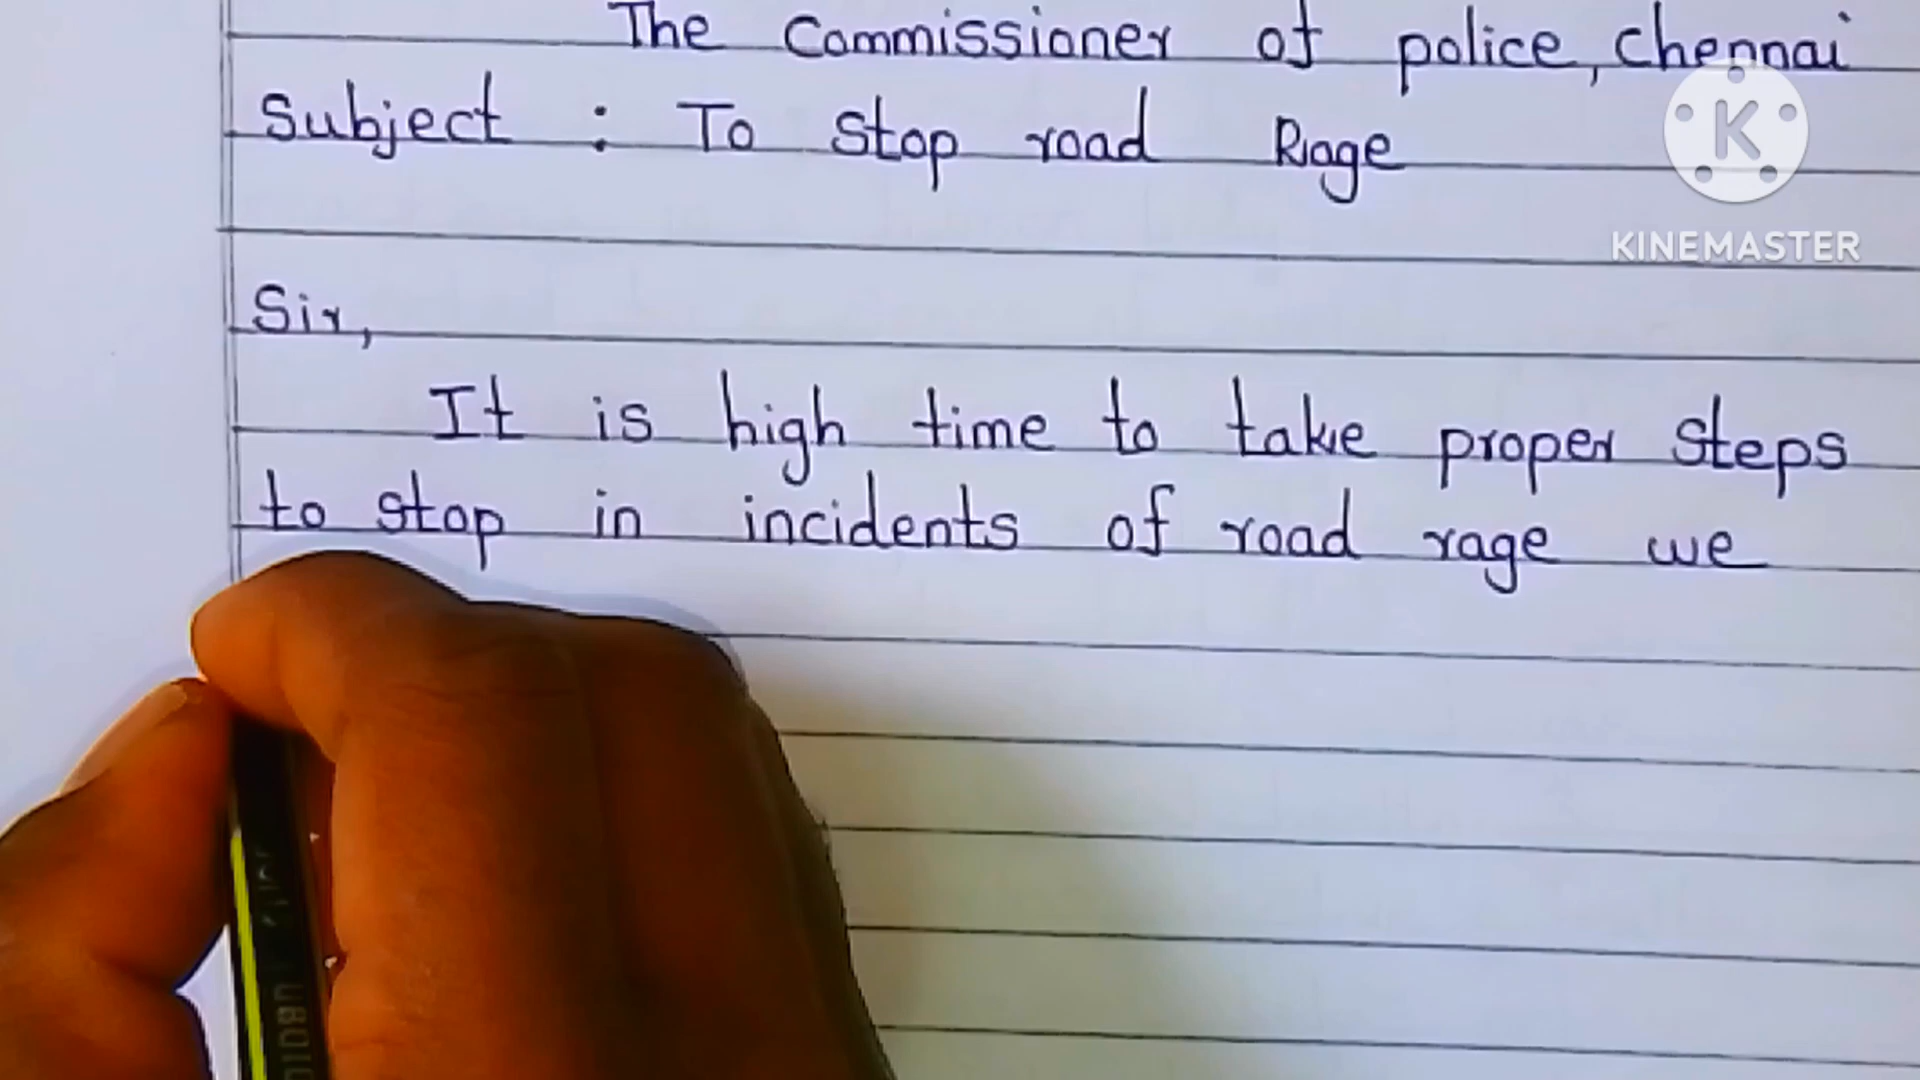 The Commissioner of police, Chennai
Subject : To Stop road Rage
KINEMASTER
Sir,
It is high time to take proper steps
to stop in incidents of road rage we